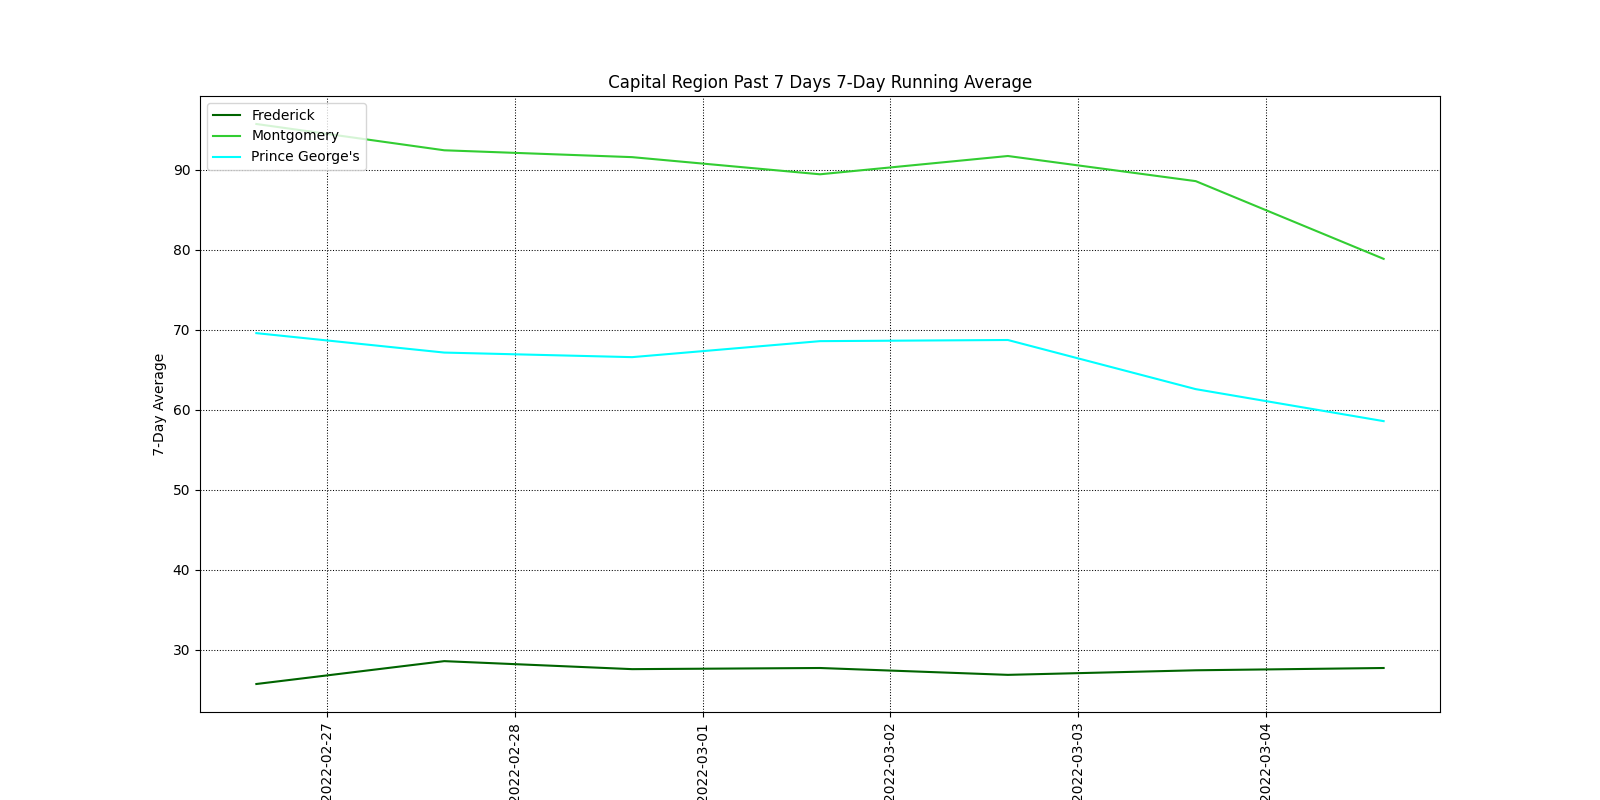 Capital Region Past 7 Days 7-Day Running Average
Frederick
Montgomery
Prince George's
7-Day Average
90
80
70
60
50
40
30
2022-02-27
2022-02-28
2022-03-01
2022-03-02
2022-03-03
2022-03-04